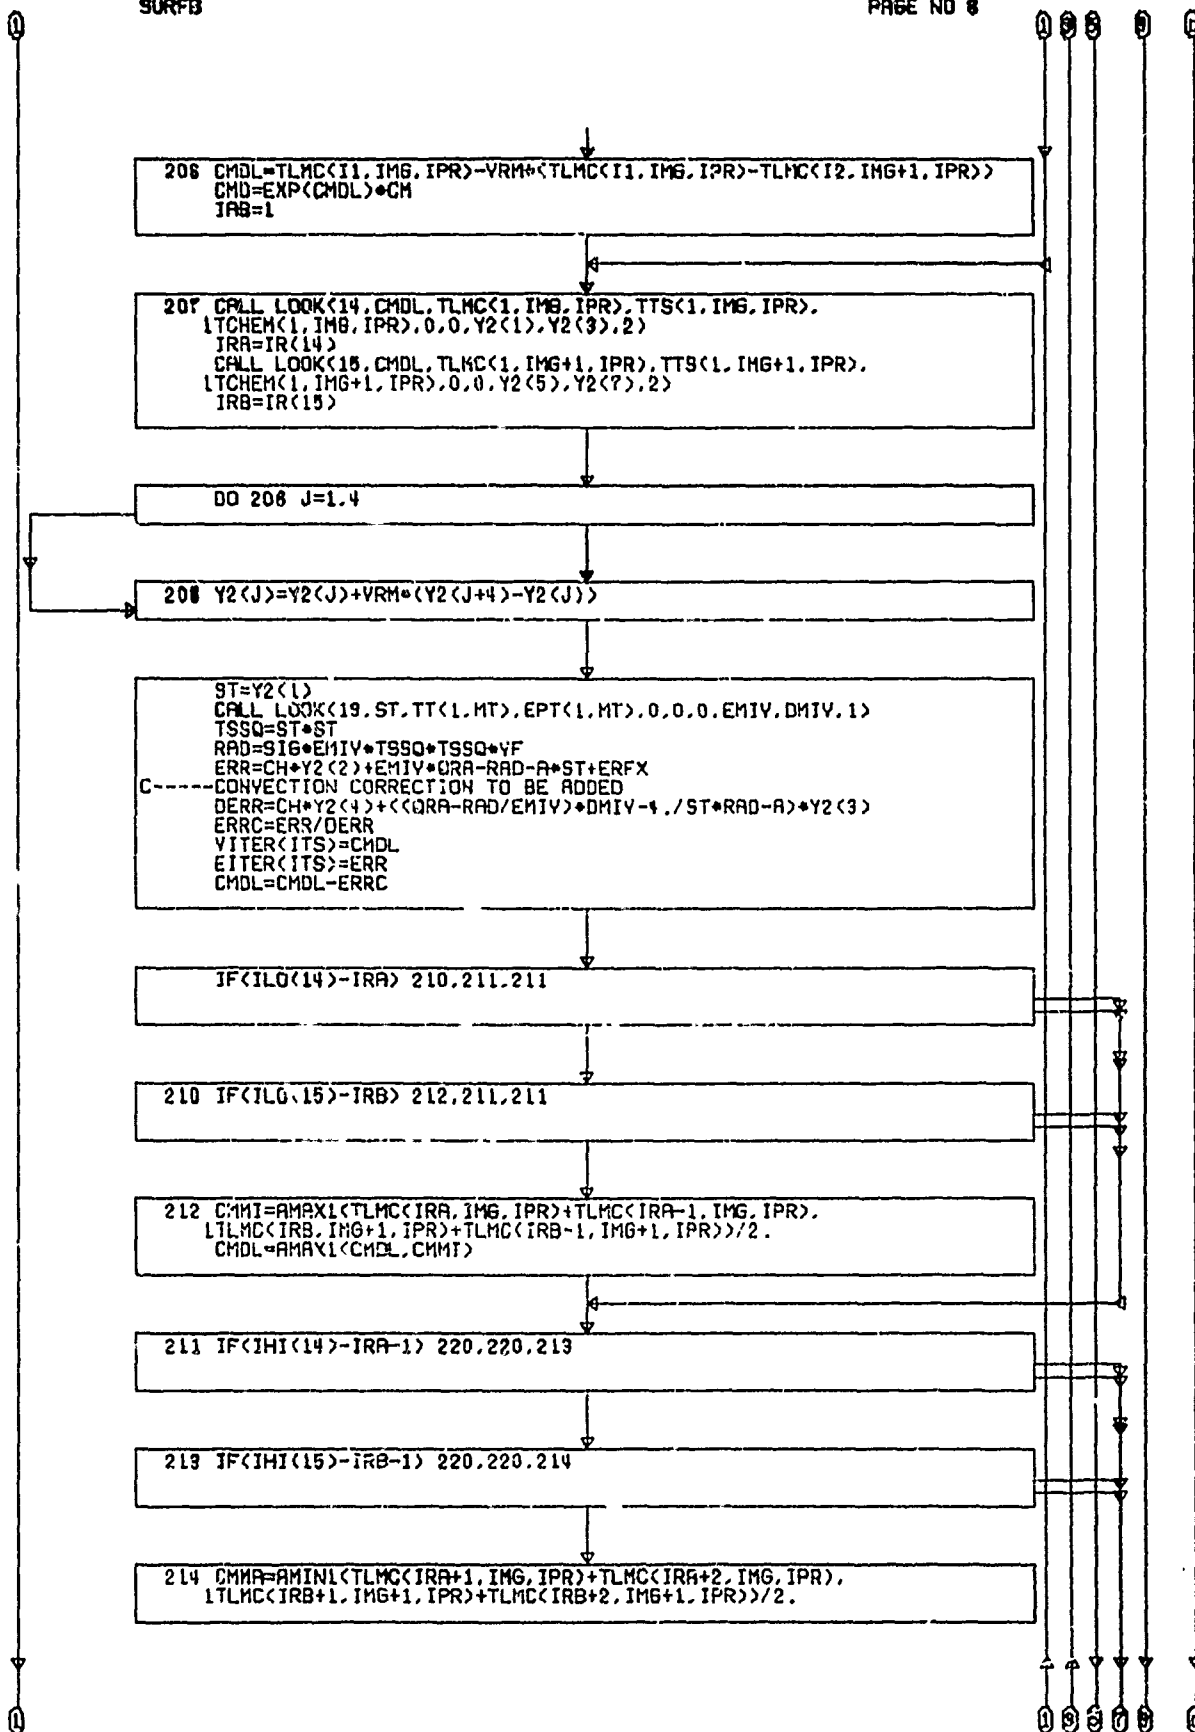 SURFB PAGE NO 8
206 CMDL=TLMC(I1,IMG,IPR)-VRM*(TLMC(I1,IMG,IPR)-TLMC(I2,IMG+1,IPR))
CMD=EXP(CMDL)*CM
IAB=1
207 CALL LOOK(14,CMDL,TLMC(1,IMG,IPR),TTS(1,IMG,IPR),
1TCHEM(1,IMG,IPR),0,0,Y2(1),Y2(3),2)
IRA=IR(14)
CALL LOOK(15,CMDL,TLMC(1,IMG+1,IPR),TTS(1,IMG+1,IPR),
1TCHEM(1,IMG+1,IPR),0,0,Y2(5),Y2(7),2)
IRB=IR(15)
DO 208 J=1,4
208 Y2(J)=Y2(J)+VRM*(Y2(J+4)-Y2(J))
ST=Y2(1)
CALL LOOK(19,ST,TT(1,MT),EPT(1,MT),0,0,0,EMIV,DMIV,1)
TSSQ=ST*ST
RAD=SIG*EMIV*TSSQ*TSSQ*VF
ERR=CH*Y2(2)+EMIV*QRA-RAD-A*ST+ERFX
C-----CONVECTION CORRECTION TO BE ADDED
DERR=CH*Y2(4)+((QRA-RAD/EMIV)*DMIV-4./ST*RAD-A)*Y2(3)
ERRC=ERR/DERR
VITER(ITS)=CMDL
EITER(ITS)=ERR
CMDL=CMDL-ERRC
IF(ILO(14)-IRA) 210,211,211
210 IF(ILO(15)-IRB) 212,211,211
212 CMMI=AMAX1(TLMC(IRA,IMG,IPR)+TLMC(IRA-1,IMG,IPR),
1TLMC(IRB,IMG+1,IPR)+TLMC(IRB-1,IMG+1,IPR))/2.
CMDL=AMAX1(CMDL,CMMI)
211 IF(IHI(14)-IRA-1) 220,220,213
213 IF(IHI(15)-IRB-1) 220,220,214
214 CMMA=AMIN1(TLMC(IRA+1,IMG,IPR)+TLMC(IRA+2,IMG,IPR),
1TLMC(IRB+1,IMG+1,IPR)+TLMC(IRB+2,IMG+1,IPR))/2.